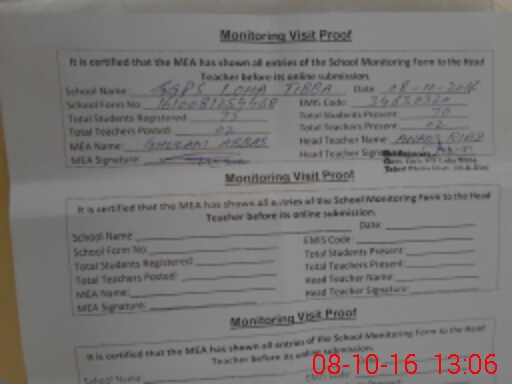 Monitoring Visit Proof
It is certified that the MEA has shown all entries of the School Monitoring Form to the Head
Teacher before its online submission.
School Name GGPS LOHA TIBBA Date 08-10-2016
School Form No EMIS Code:
Total Students Registered 75 Total Students Present: 70
Total Teachers Posted: 02 Total Teachers Present: 02
MEA Name: GHULAM ABBAS Head Teacher Name:
MEA Signature: Head Teacher
Monitoring Visit Proof
It is certified that the MEA has shown all entries of the School Monitoring Form to the Head
Teacher before its online submission.
School Name Date:
School Form No: EMIS Code:
Total Students Registered Total Students Present:
Total Teachers Posted: Total Teachers Present:
MEA Name: Head Teacher Name:
MEA Signature: Head Teacher Signature:
Monitoring Visit Proof
It is certified that the MEA has shown all entries of the School Monitoring Form to the Head
Teacher before its online submission.
School Name:
08-10-16 13:06